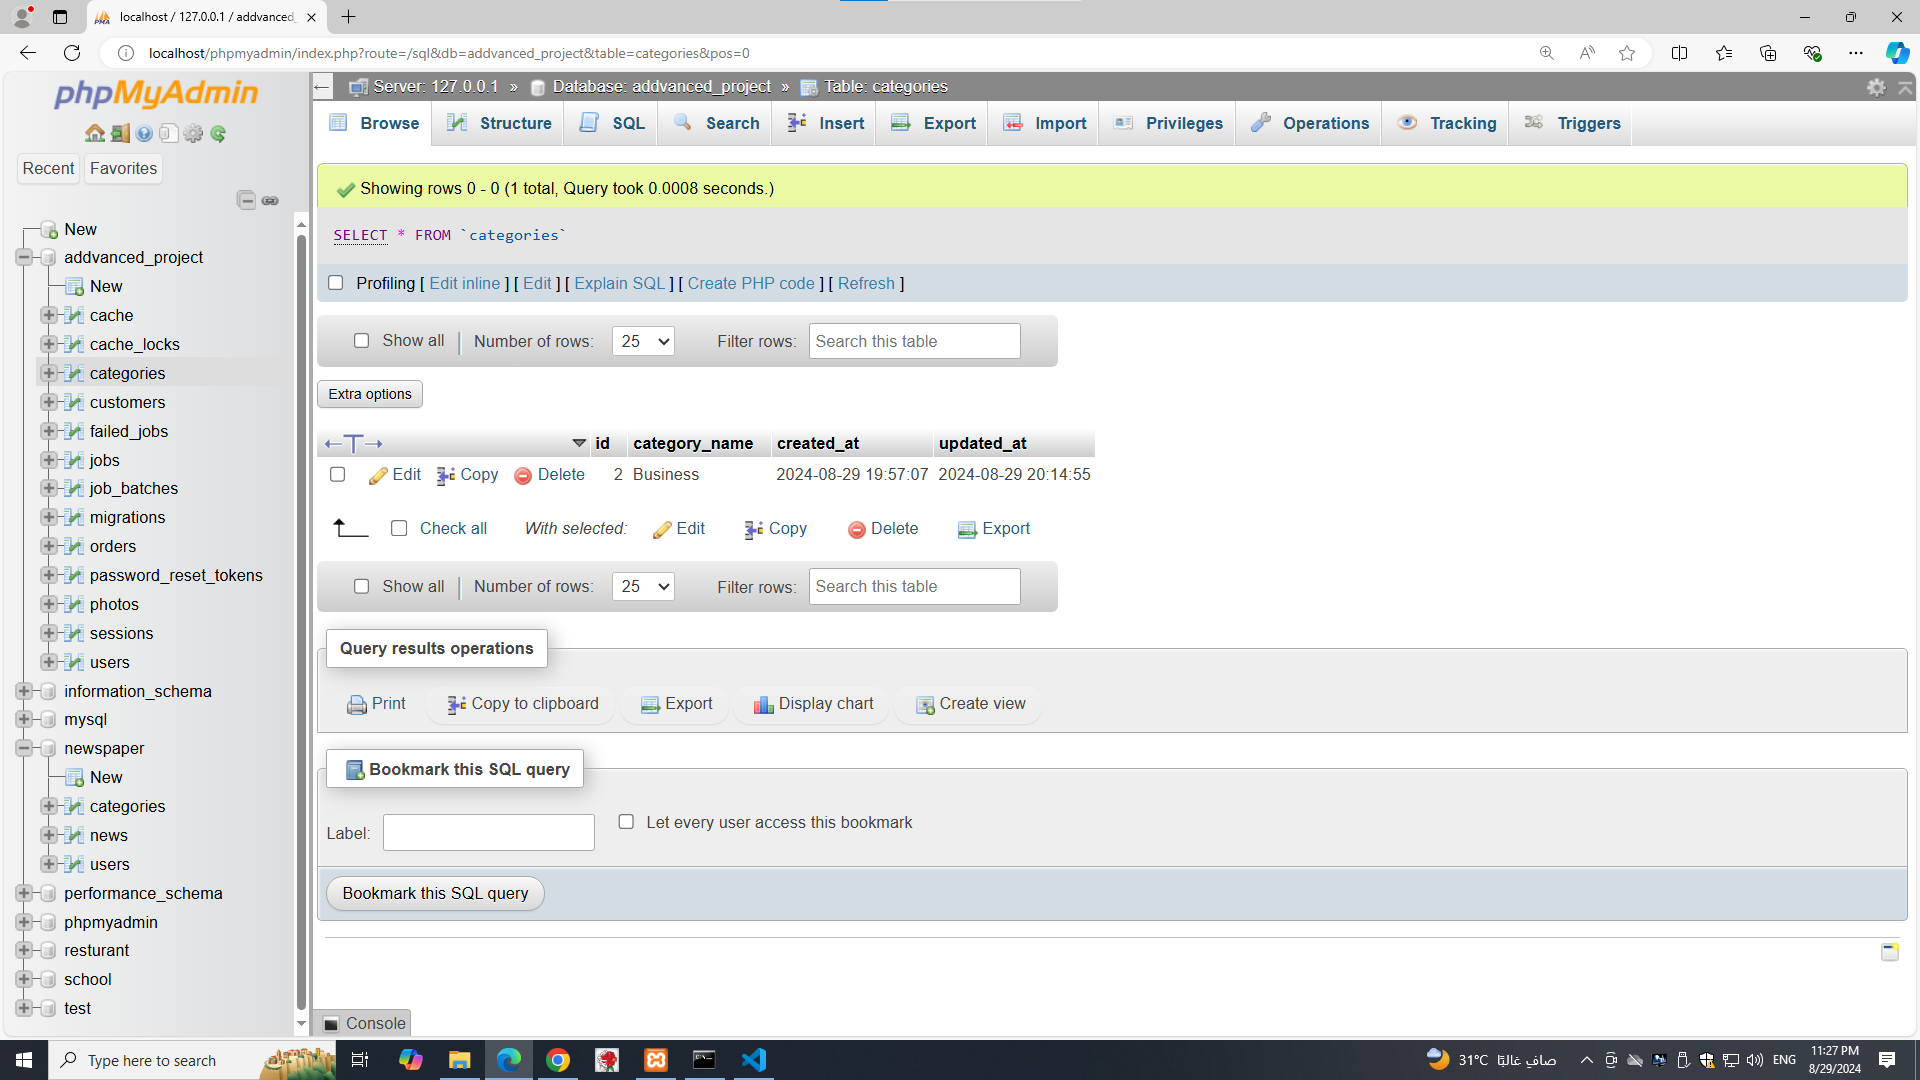 localhost / 127.0.0.1 / addvanced_
localhost/phpmyadmin/index.php?route=/sql&db=addvanced_project&table=categories&pos=0
phpMyAdmin
Recent Favorites
New
addvanced_project
New
cache
cache_locks
categories
customers
failed_jobs
jobs
job_batches
migrations
orders
password_reset_tokens
photos
sessions
users
information_schema
mysql
newspaper
New
categories
news
users
performance_schema
phpmyadmin
resturant
school
test
Server: 127.0.0.1 » Database: addvanced_project » Table: categories
Browse Structure SQL Search Insert Export Import Privileges Operations Tracking Triggers
Showing rows 0 - 0 (1 total, Query took 0.0008 seconds.)
SELECT * FROM `categories`
Profiling [ Edit inline ] [ Edit ] [ Explain SQL ] [ Create PHP code ] [ Refresh ]
Show all Number of rows: 25 Filter rows: Search this table
Extra options
←T→ id category_name created_at updated_at
Edit Copy Delete 2 Business 2024-08-29 19:57:07 2024-08-29 20:14:55
Check all With selected: Edit Copy Delete Export
Show all Number of rows: 25 Filter rows: Search this table
Query results operations
Print Copy to clipboard Export Display chart Create view
Bookmark this SQL query
Label: Let every user access this bookmark
Bookmark this SQL query
Console
Type here to search
31°C صاف غالبًا
ENG
11:27 PM
8/29/2024